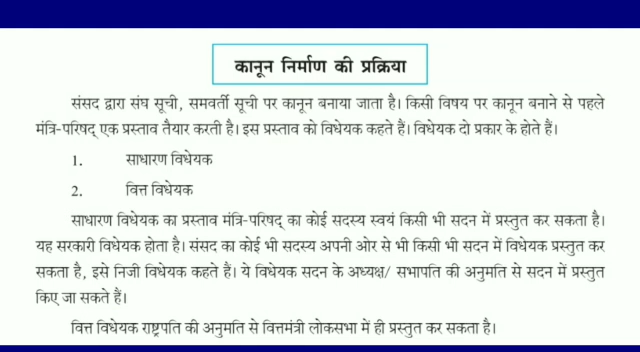 कानून निर्माण की प्रक्रिया
संसद द्वारा संघ सूची, समवर्ती सूची पर कानून बनाया जाता है। किसी विषय पर कानून बनाने से पहले
मंत्रि-परिषद् एक प्रस्ताव तैयार करती है। इस प्रस्ताव को विधेयक कहते हैं। विधेयक दो प्रकार के होते हैं।
1. साधारण विधेयक
2. वित्त विधेयक
साधारण विधेयक का प्रस्ताव मंत्रि-परिषद् का कोई सदस्य स्वयं किसी भी सदन में प्रस्तुत कर सकता है।
यह सरकारी विधेयक होता है। संसद का कोई भी सदस्य अपनी ओर से भी किसी भी सदन में विधेयक प्रस्तुत कर
सकता है, इसे निजी विधेयक कहते हैं। ये विधेयक सदन के अध्यक्ष/ सभापति की अनुमति से सदन में प्रस्तुत
किए जा सकते हैं।
वित्त विधेयक राष्ट्रपति की अनुमति से वित्तमंत्री लोकसभा में ही प्रस्तुत कर सकता है।